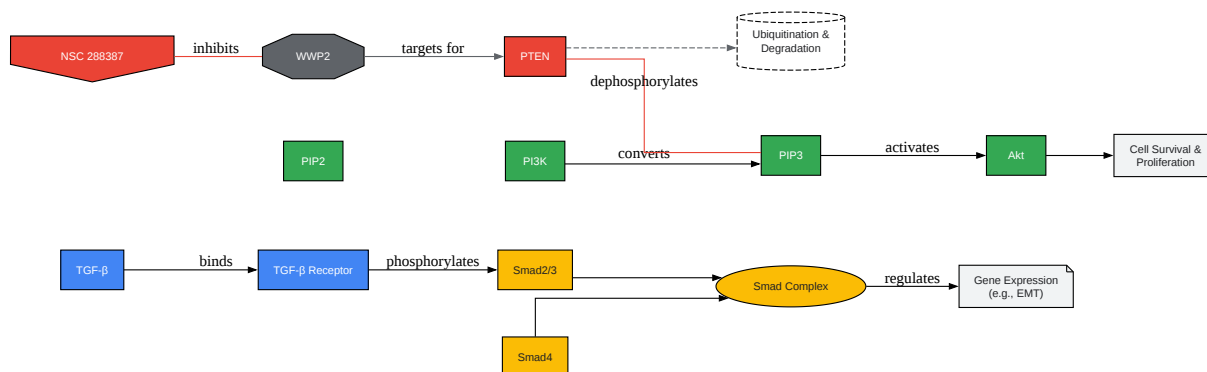 NSC 288387
inhibits
WWP2
targets for
PTEN
Ubiquitination &
Degradation
dephosphorylates
PIP2
PI3K
converts
PIP3
activates
Akt
Cell Survival &
Proliferation
TGF-β
binds
TGF-β Receptor
phosphorylates
Smad2/3
Smad Complex
regulates
Gene Expression
(e.g., EMT)
Smad4